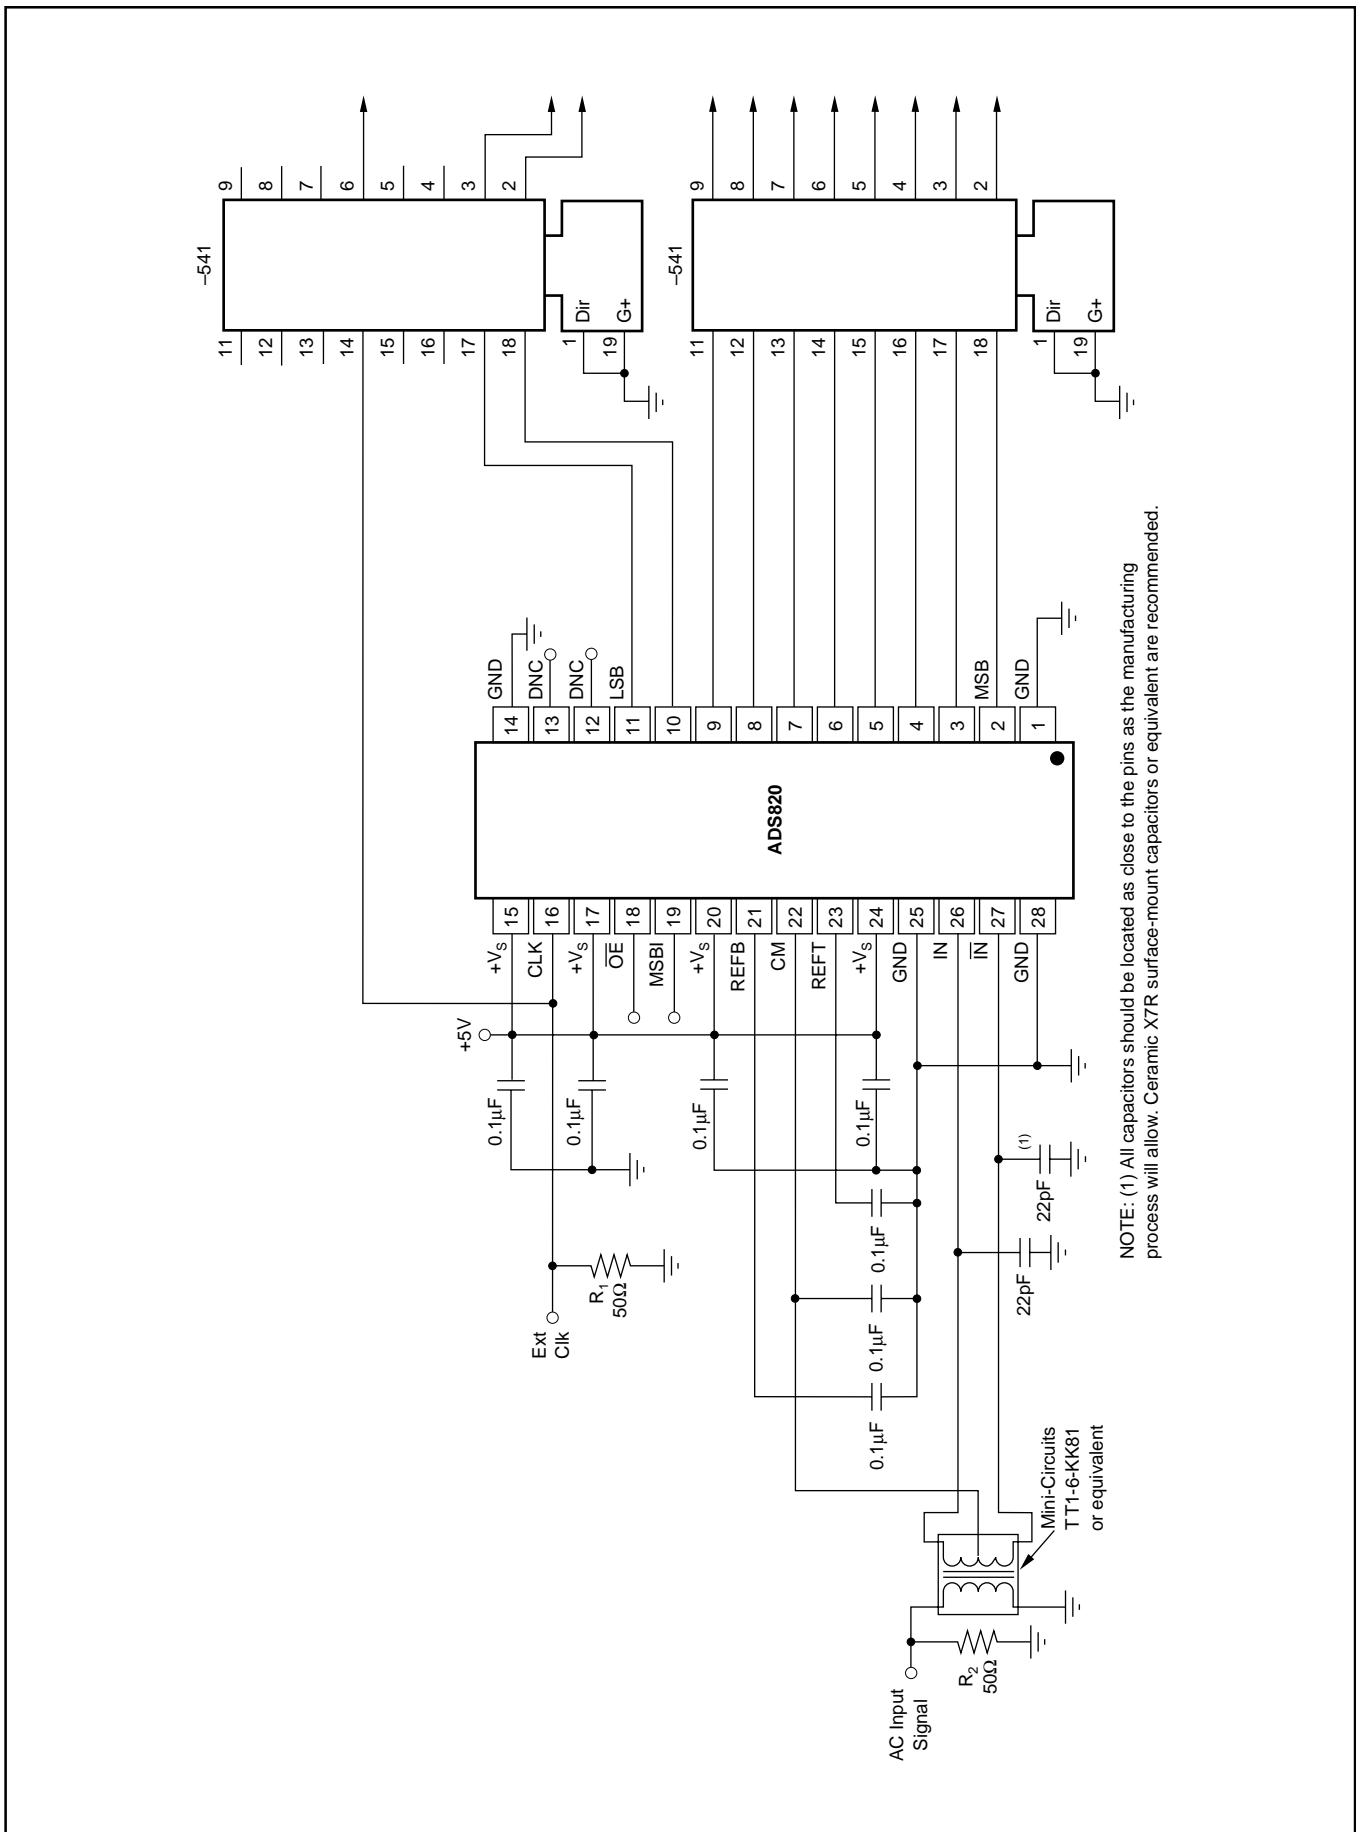 –541
11
12
13
14
15
16
17
18
9
8
7
6
5
4
3
2
1
Dir
19
G+
–541
11
12
13
14
15
16
17
18
9
8
7
6
5
4
3
2
1
Dir
19
G+
GND
DNC
DNC
LSB
MSB
GND
14
13
12
11
10
9
8
7
6
5
4
3
2
1
ADS820
15
16
17
18
19
20
21
22
23
24
25
26
27
28
+VS
CLK
+VS
OE
MSBI
+VS
REFB
CM
REFT
+VS
GND
IN
IN
GND
+5V
0.1µF
0.1µF
0.1µF
0.1µF
0.1µF
0.1µF
0.1µF
22pF
(1)
22pF
R1
50Ω
Ext
Clk
Mini-Circuits
TT1-6-KK81
or equivalent
R2
50Ω
AC Input
Signal
NOTE: (1) All capacitors should be located as close to the pins as the manufacturing
process will allow. Ceramic X7R surface-mount capacitors or equivalent are recommended.